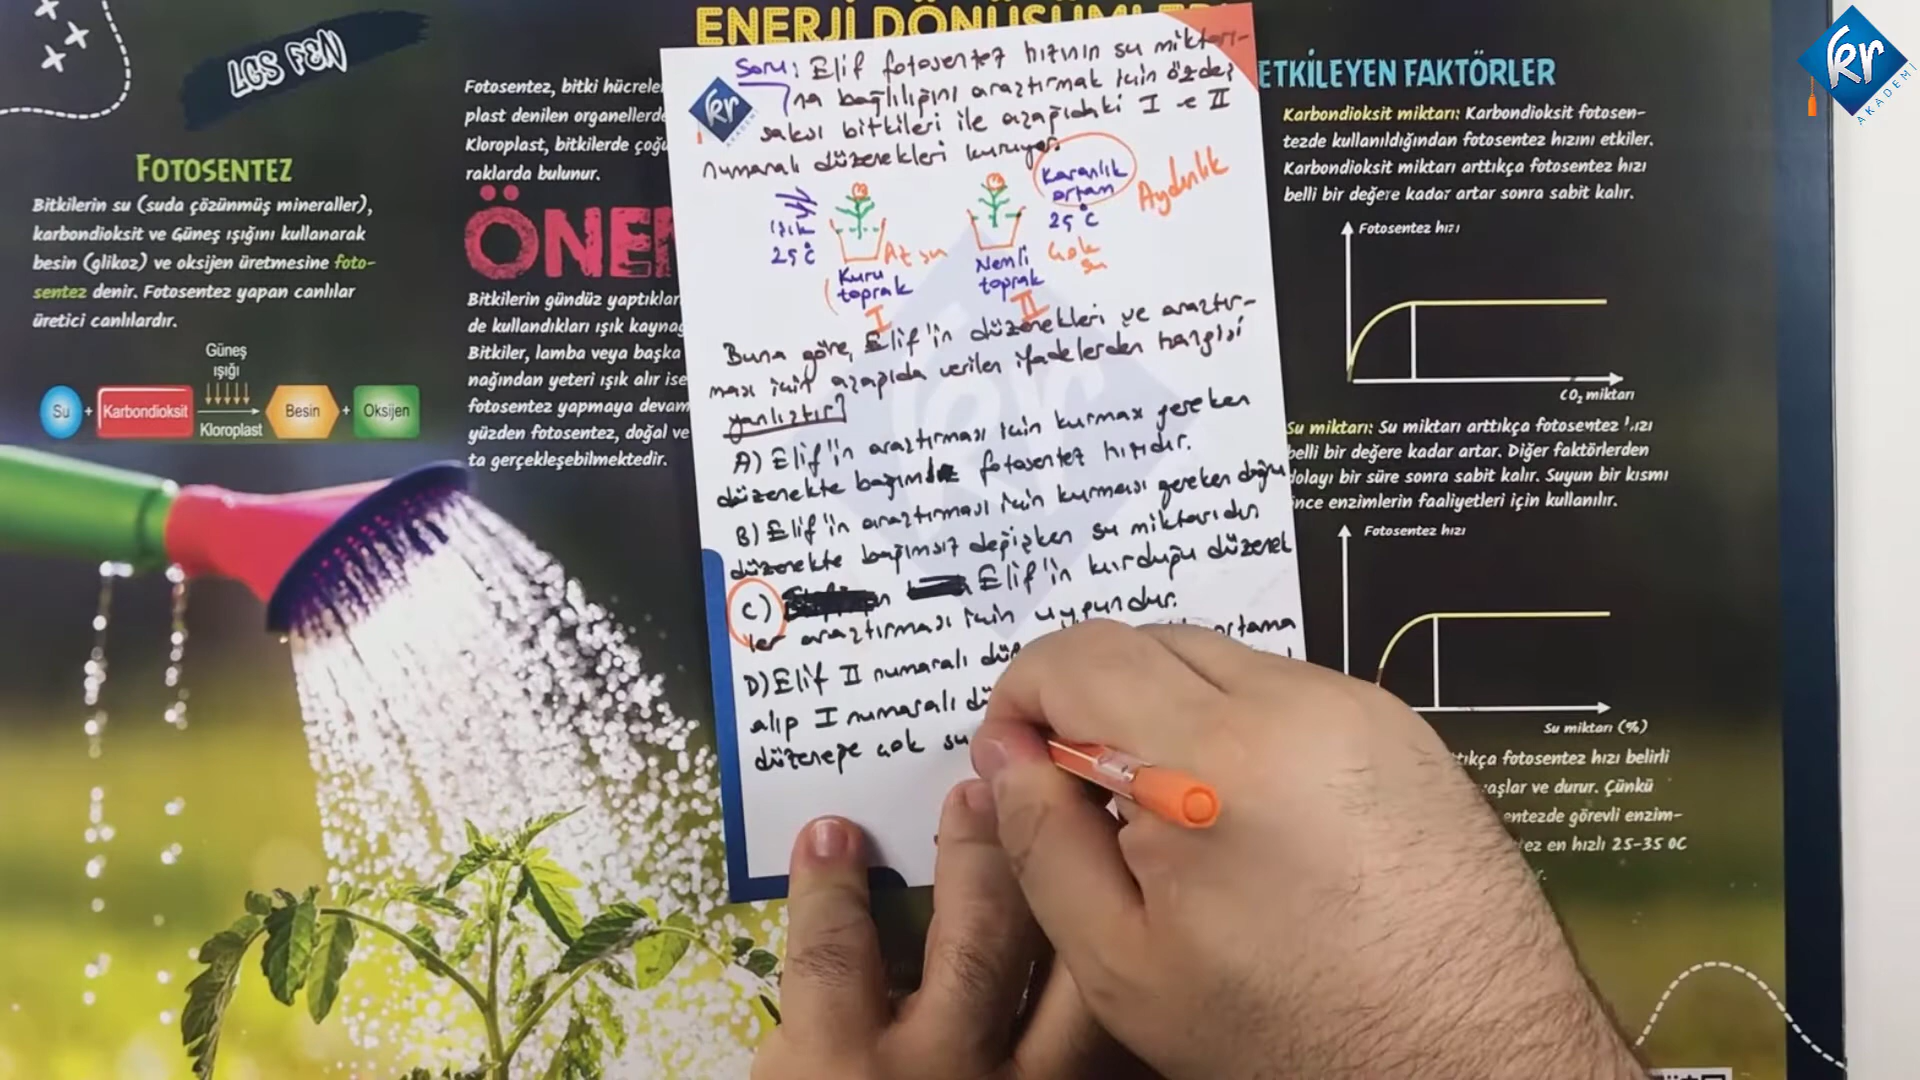 ENERJİ DÖNÜŞÜMLERİ
LGS FEN
FOTOSENTEZ
Bitkilerin su (suda çözünmüş mineraller),
karbondioksit ve Güneş ışığını kullanarak
besin (glikoz) ve oksijen üretmesine foto-
sentez denir. Fotosentez yapan canlılar
üretici canlılardır.
Güneş
ışığı
Su + Karbondioksit Besin + Oksijen
Kloroplast
Fotosentez, bitki hücrele
plast denilen organellerde
Kloroplast, bitkilerde çoğu
raklarda bulunur.
ÖNE
Bitkilerin gündüz yaptıklar
de kullandıkları ışık kaynağ
Bitkiler, lamba veya başka
nağından yeteri ışık alır ise
fotosentez yapmaya devam
yüzden fotosentez, doğal ve
ta gerçekleşebilmektedir.
kr
AKADEMİ
Soru: Elif fotosentez hızının su miktarı-
na bağlılığını araştırmak için özdeş
saksı bitkileri ile aşağıdaki I ve II
numaralı düzenekleri kuruyor.
Işık
25°C
Az su
Kuru
toprak
I
Karanlık
ortam
25°C
Aydınlık
Çok
su
Nemli
toprak
II
Buna göre, Elif'in düzenekleri ve araştır-
ması için aşağıda verilen ifadelerden hangisi
yanlıştır?
A) Elif'in araştırması için kurması gereken
düzenekte bağımlı fotosentez hızıdır.
B) Elif'in araştırması için kurması gereken doğru
düzenekte bağımsız değişken su miktarıdır
C) Elif'in kurduğu düzenek
ler araştırması için uygundur.
D) Elif II numaralı ortama
alıp I numaralı
düzeneğe çok su
ETKİLEYEN FAKTÖRLER
Karbondioksit miktarı: Karbondioksit fotosen-
tezde kullanıldığından fotosentez hızını etkiler.
Karbondioksit miktarı arttıkça fotosentez hızı
belli bir değere kadar artar sonra sabit kalır.
Fotosentez hızı
CO₂ miktarı
Su miktarı: Su miktarı arttıkça fotosentez hızı
belli bir değere kadar artar. Diğer faktörlerden
dolayı bir süre sonra sabit kalır. Suyun bir kısmı
önce enzimlerin faaliyetleri için kullanılır.
Fotosentez hızı
Su miktarı (%)
tıkça fotosentez hızı belirli
aşlar ve durur. Çünkü
entezde görevli enzim-
ez en hızlı 25-35 0C
kr
AKADEMİ